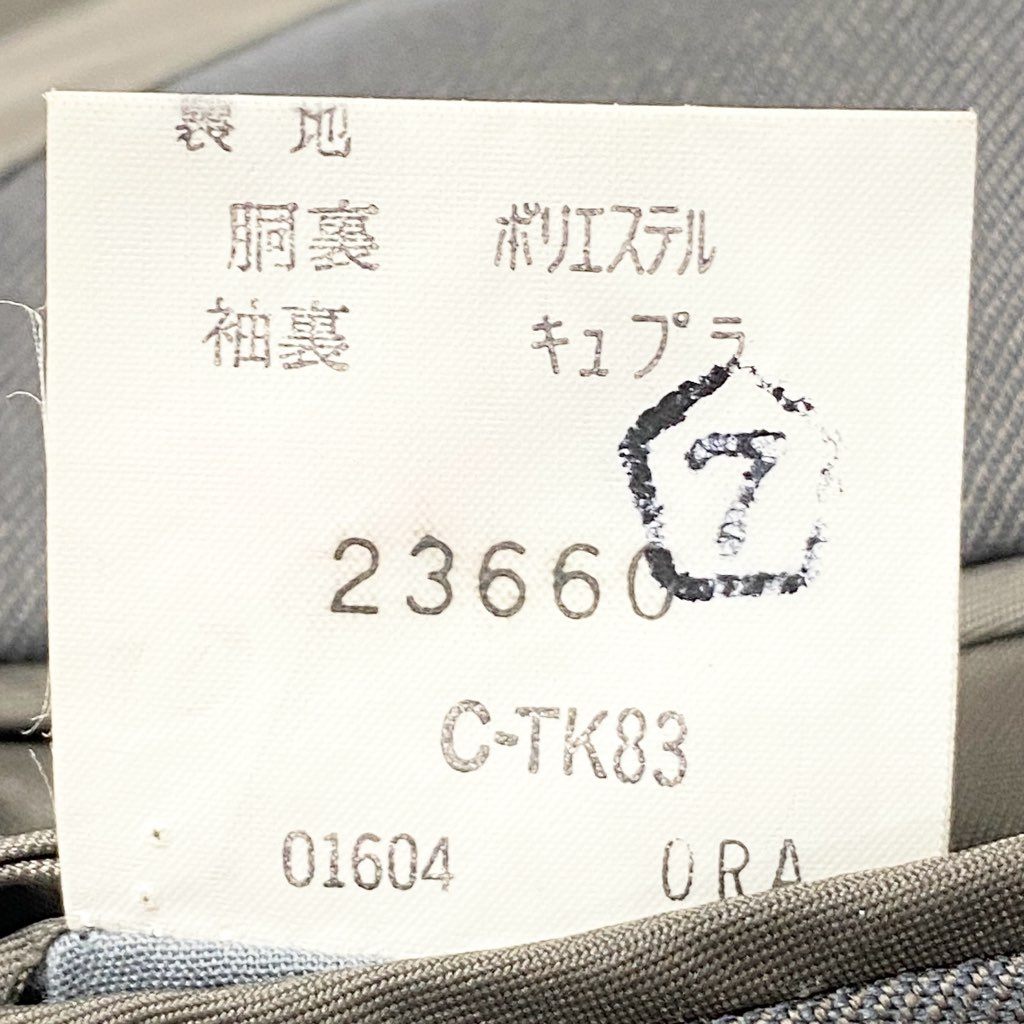 裏 地
胴裏 ポリエステル
袖裏 キュプラ
7
23660
C-TK83
01604 ORA